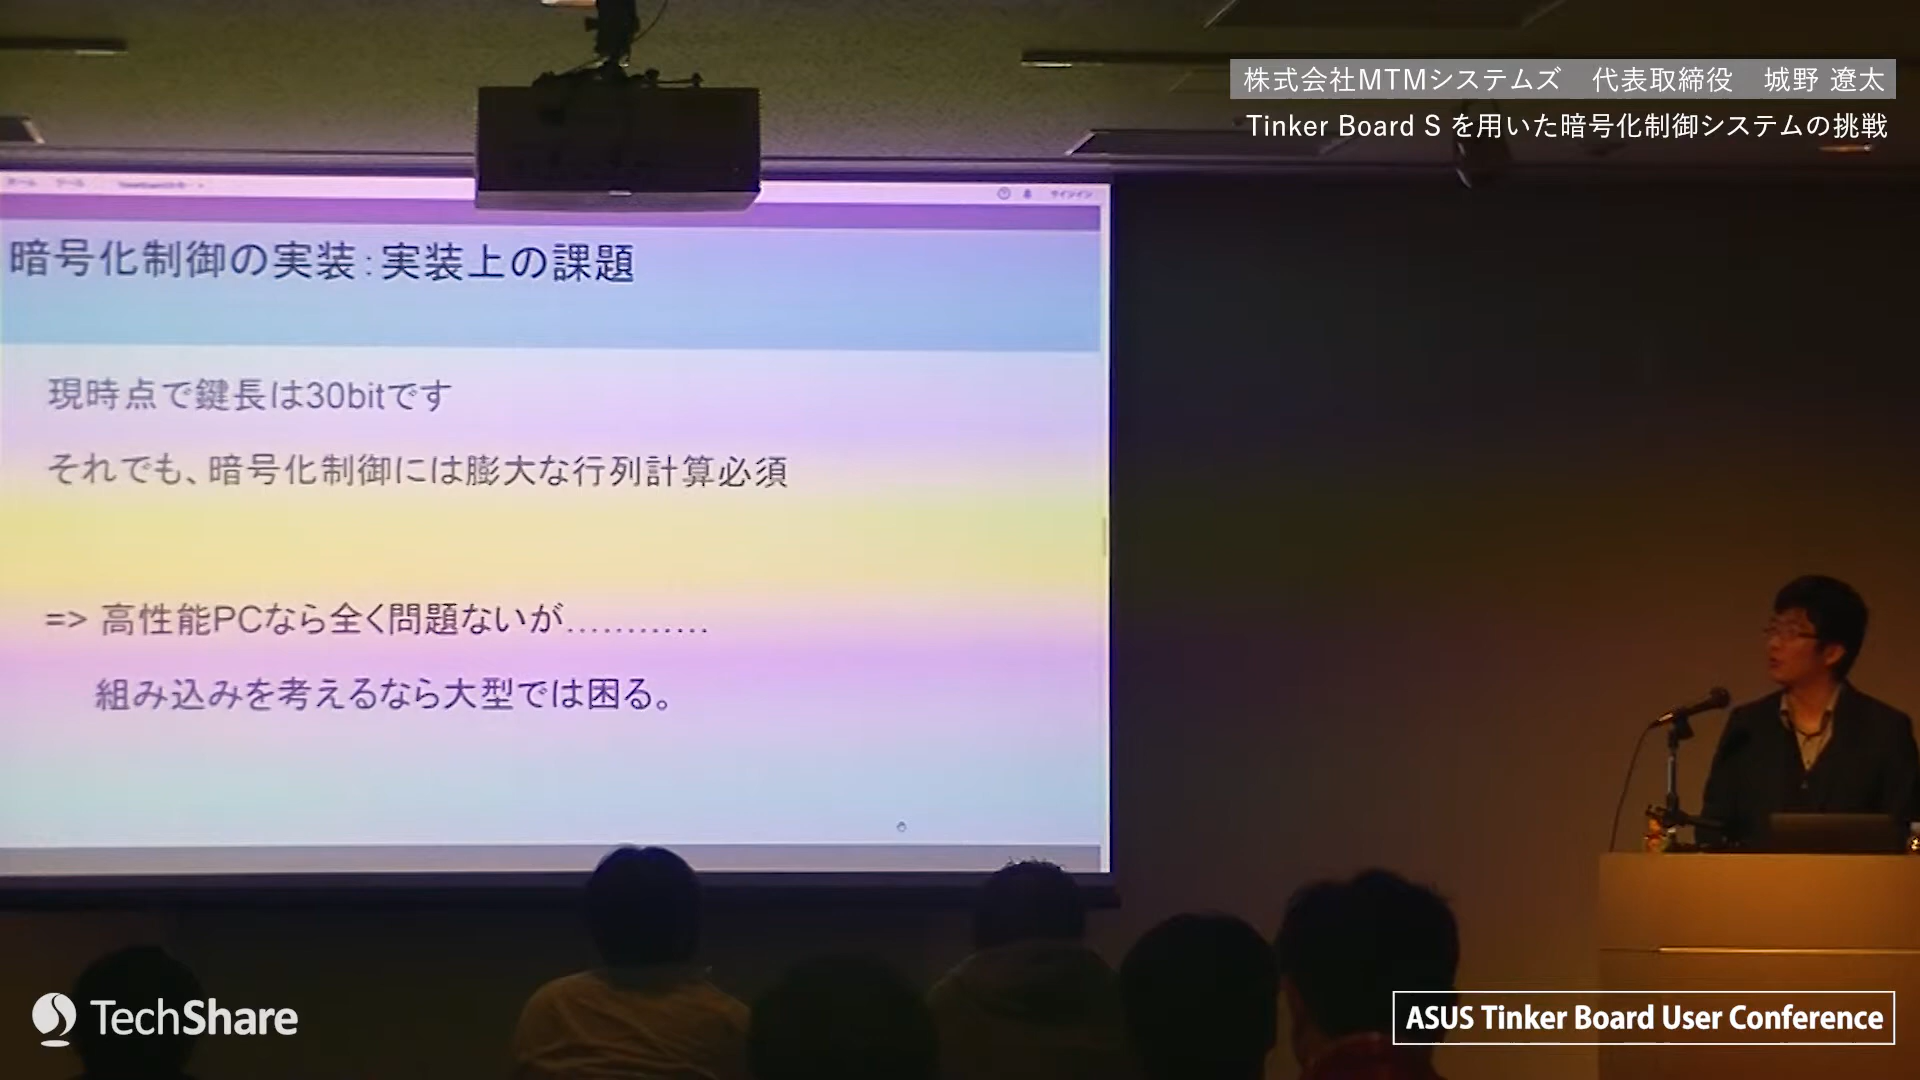 株式会社MTMシステムズ 代表取締役 城野 遼太
Tinker Board S を用いた暗号化制御システムの挑戦
サインイン
暗号化制御の実装：実装上の課題
現時点で鍵長は30bitです
それでも、暗号化制御には膨大な行列計算必須
=> 高性能PCなら全く問題ないが…………
組み込みを考えるなら大型では困る。
TechShare
ASUS Tinker Board User Conference